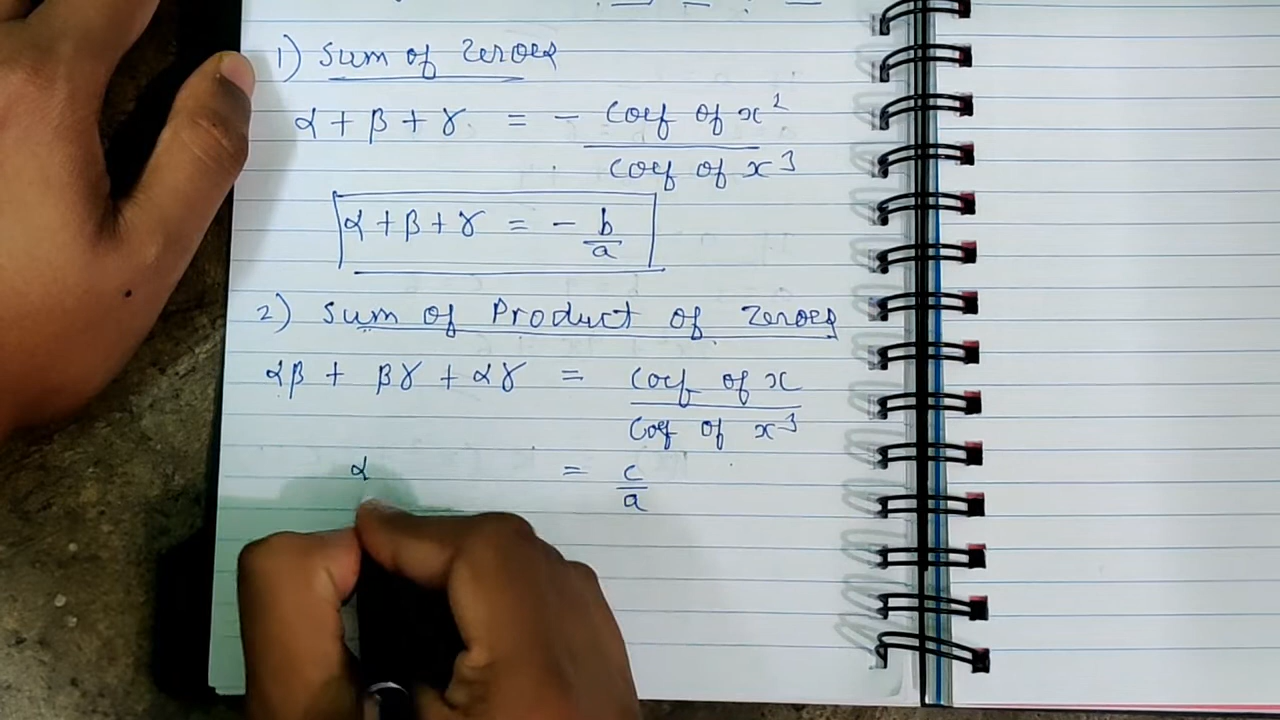 1) Sum of Zeroes
α + β + γ = - Coef of x² / Coef of x³
α + β + γ = - b/a
2) Sum of Product of Zeroes
αβ + βγ + αγ = Coef of x / Coef of x³
α = c/a